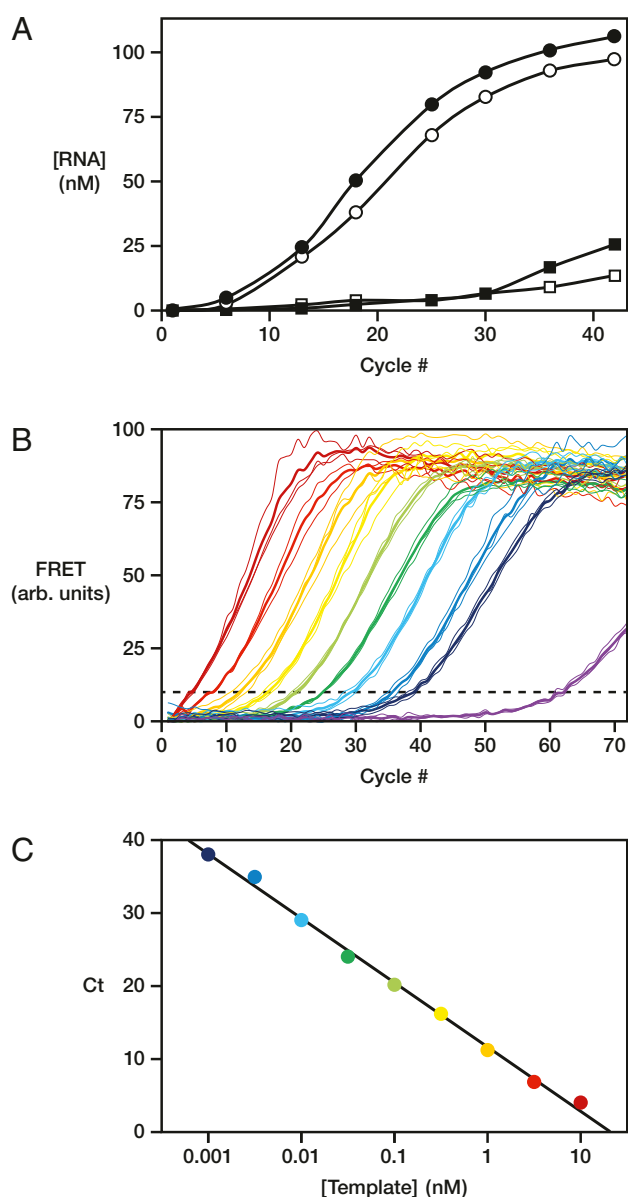 A
100
75
[RNA]
(nM)
50
25
0
0 10 20 30 40
Cycle #
B
100
75
FRET
(arb. units)
50
25
0
0 10 20 30 40 50 60 70
Cycle #
C
40
30
Ct
20
10
0
0.001 0.01 0.1 1 10
[Template] (nM)